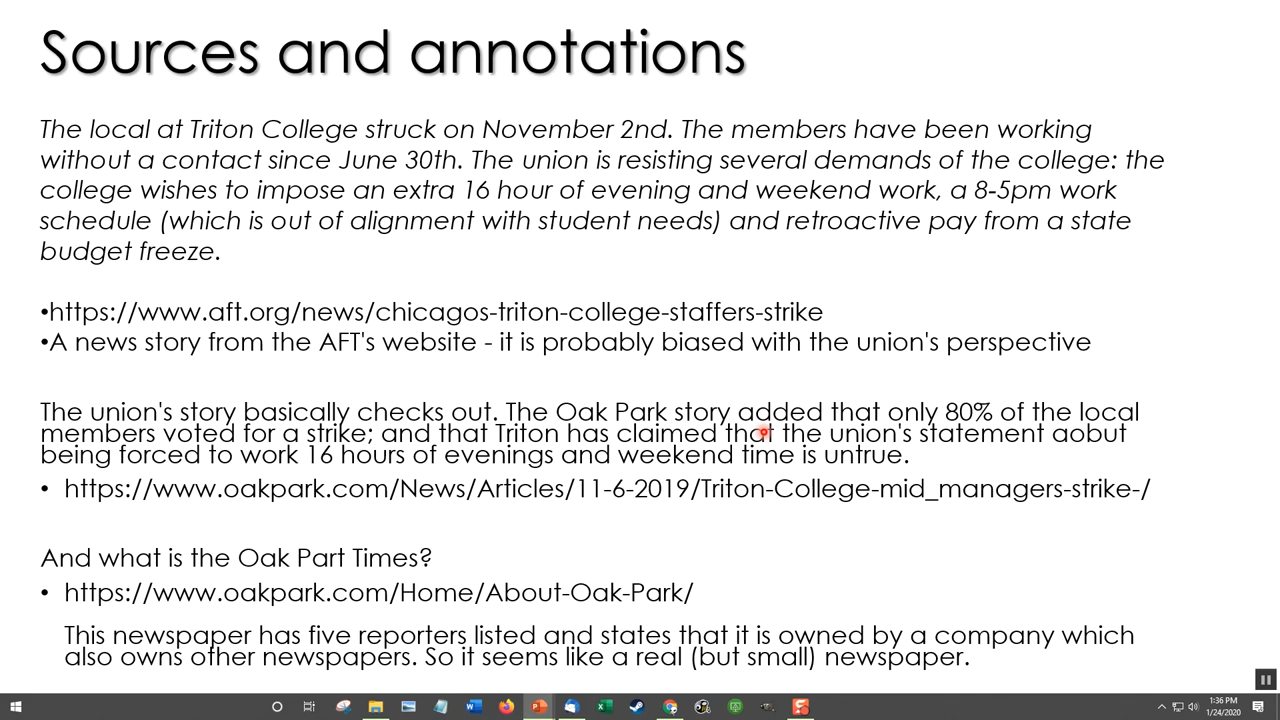 Sources and annotations
The local at Triton College struck on November 2nd. The members have been working
without a contact since June 30th. The union is resisting several demands of the college: the
college wishes to impose an extra 16 hour of evening and weekend work, a 8-5pm work
schedule (which is out of alignment with student needs) and retroactive pay from a state
budget freeze.
•https://www.aft.org/news/chicagos-triton-college-staffers-strike
•A news story from the AFT's website - it is probably biased with the union's perspective
The union's story basically checks out. The Oak Park story added that only 80% of the local
members voted for a strike; and that Triton has claimed that the union's statement aobut
being forced to work 16 hours of evenings and weekend time is untrue.
• https://www.oakpark.com/News/Articles/11-6-2019/Triton-College-mid_managers-strike-/
And what is the Oak Part Times?
• https://www.oakpark.com/Home/About-Oak-Park/
This newspaper has five reporters listed and states that it is owned by a company which
also owns other newspapers. So it seems like a real (but small) newspaper.
1:36 PM
1/24/2020